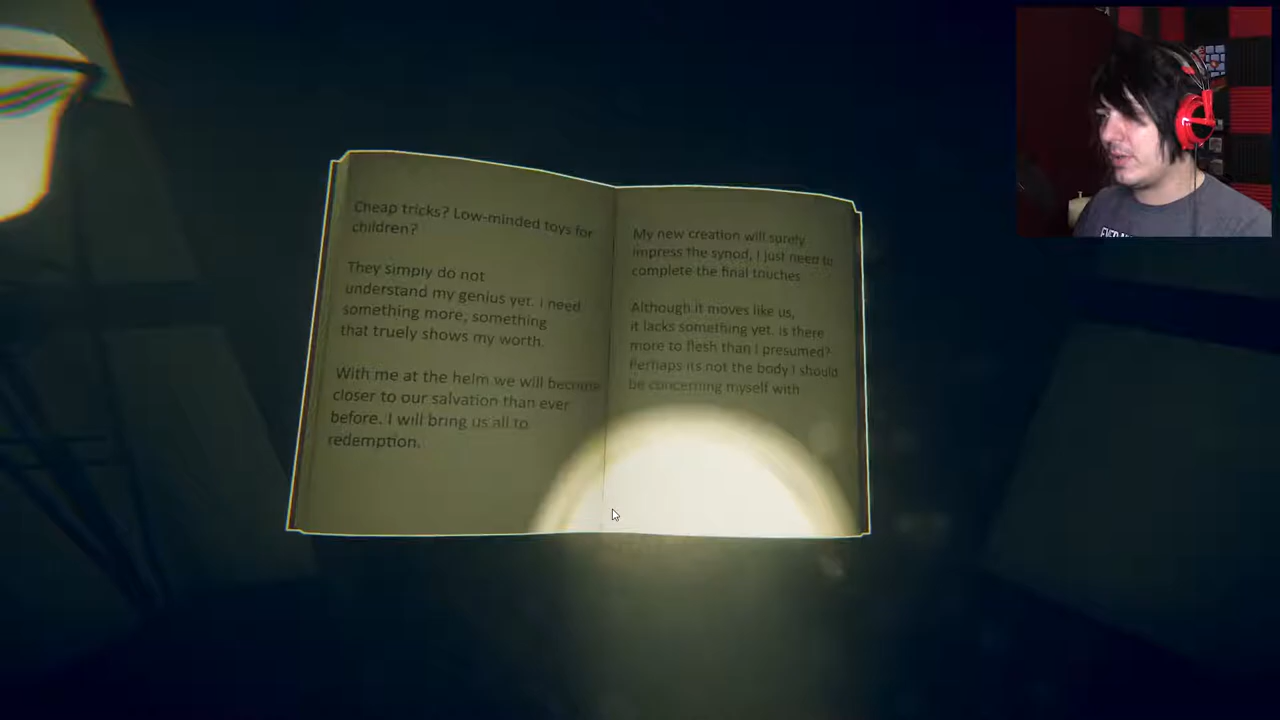 Cheap tricks? Low-minded toys for
children?
They simply do not
understand my genius yet. I need
something more, something
that truely shows my worth.
With me at the helm we will become
closer to our salvation than ever
before. I will bring us all to
redemption.
My new creation will surely
impress the synod, I just need to
complete the final touches
Although it moves like us,
it lacks something yet. Is there
more to flesh than I presumed?
Perhaps its not the body I should
be concerning myself with